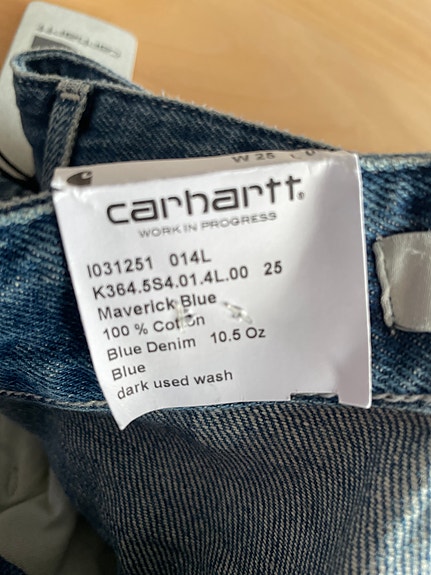 W 25
carhartt®
WORK IN PROGRESS
I031251 014L
K364.5S4.01.4L.00 25
Maverick Blue
100 % Cotton
Blue Denim 10.5 Oz
Blue
dark used wash